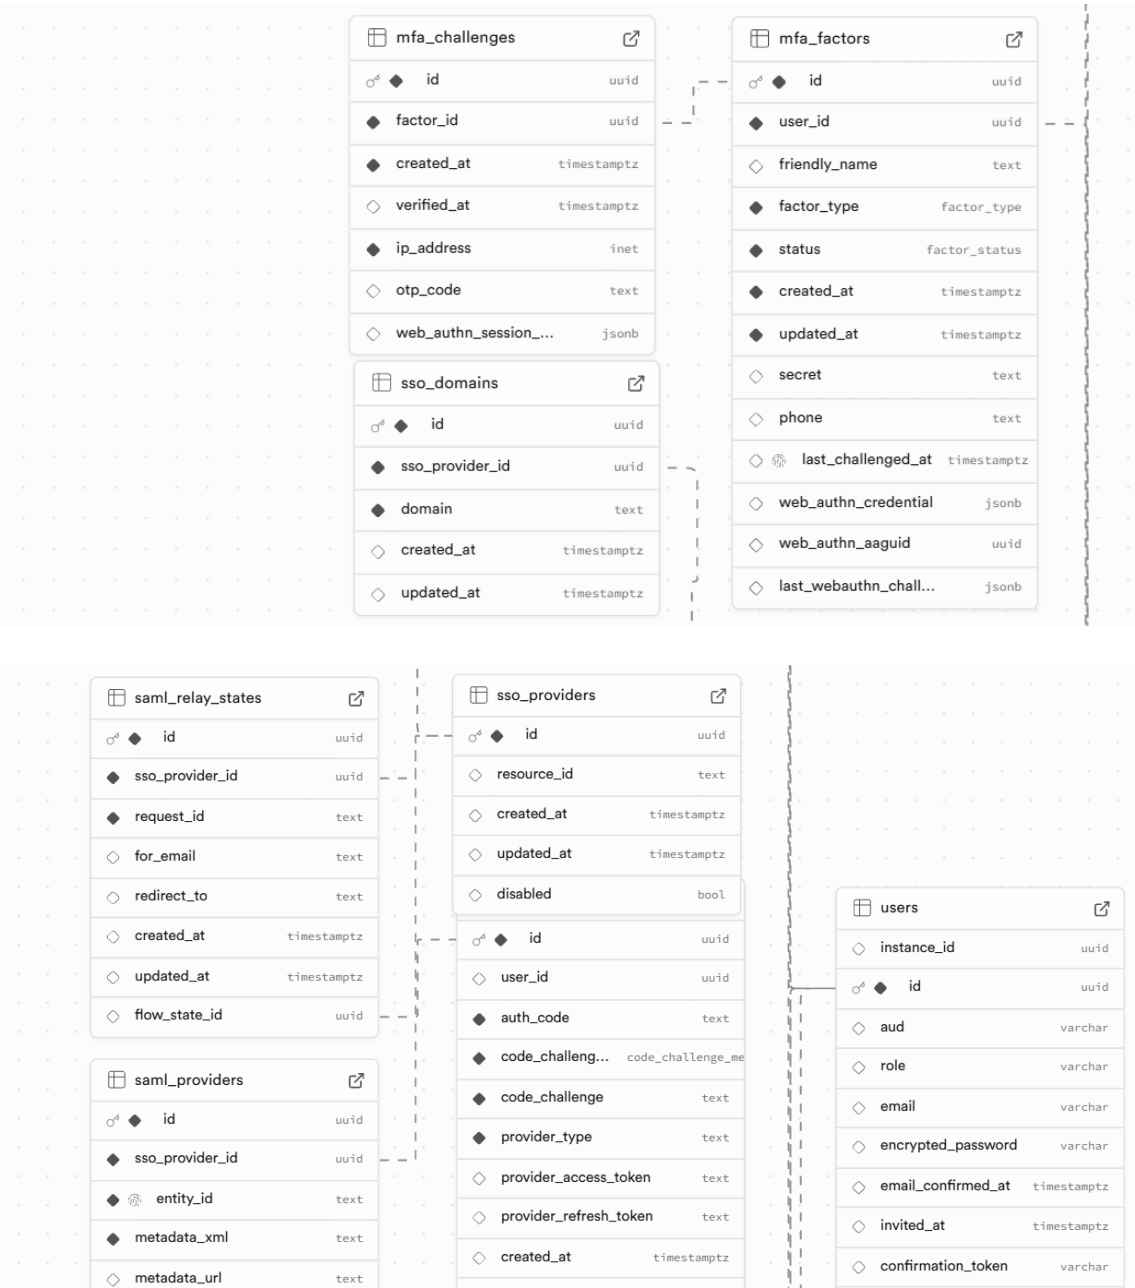 mfa_challenges
id uuid
factor_id uuid
created_at timestamptz
verified_at timestamptz
ip_address inet
otp_code text
web_authn_session_... jsonb
sso_domains
id uuid
sso_provider_id uuid
domain text
created_at timestamptz
updated_at timestamptz
mfa_factors
id uuid
user_id uuid
friendly_name text
factor_type factor_type
status factor_status
created_at timestamptz
updated_at timestamptz
secret text
phone text
last_challenged_at timestamptz
web_authn_credential jsonb
web_authn_aaguid uuid
last_webauthn_chall... jsonb
saml_relay_states
id uuid
sso_provider_id uuid
request_id text
for_email text
redirect_to text
created_at timestamptz
updated_at timestamptz
flow_state_id uuid
saml_providers
id uuid
sso_provider_id uuid
entity_id text
metadata_xml text
metadata_url text
sso_providers
id uuid
resource_id text
created_at timestamptz
updated_at timestamptz
disabled bool
id uuid
user_id uuid
auth_code text
code_challeng... code_challenge_me
code_challenge text
provider_type text
provider_access_token text
provider_refresh_token text
created_at timestamptz
users
instance_id uuid
id uuid
aud varchar
role varchar
email varchar
encrypted_password varchar
email_confirmed_at timestamptz
invited_at timestamptz
confirmation_token varchar